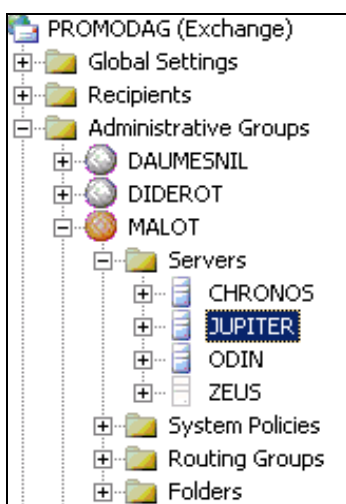 PROMODAG (Exchange)
Global Settings
Recipients
Administrative Groups
DAUMESNIL
DIDEROT
MALOT
Servers
CHRONOS
JUPITER
ODIN
ZEUS
System Policies
Routing Groups
Folders